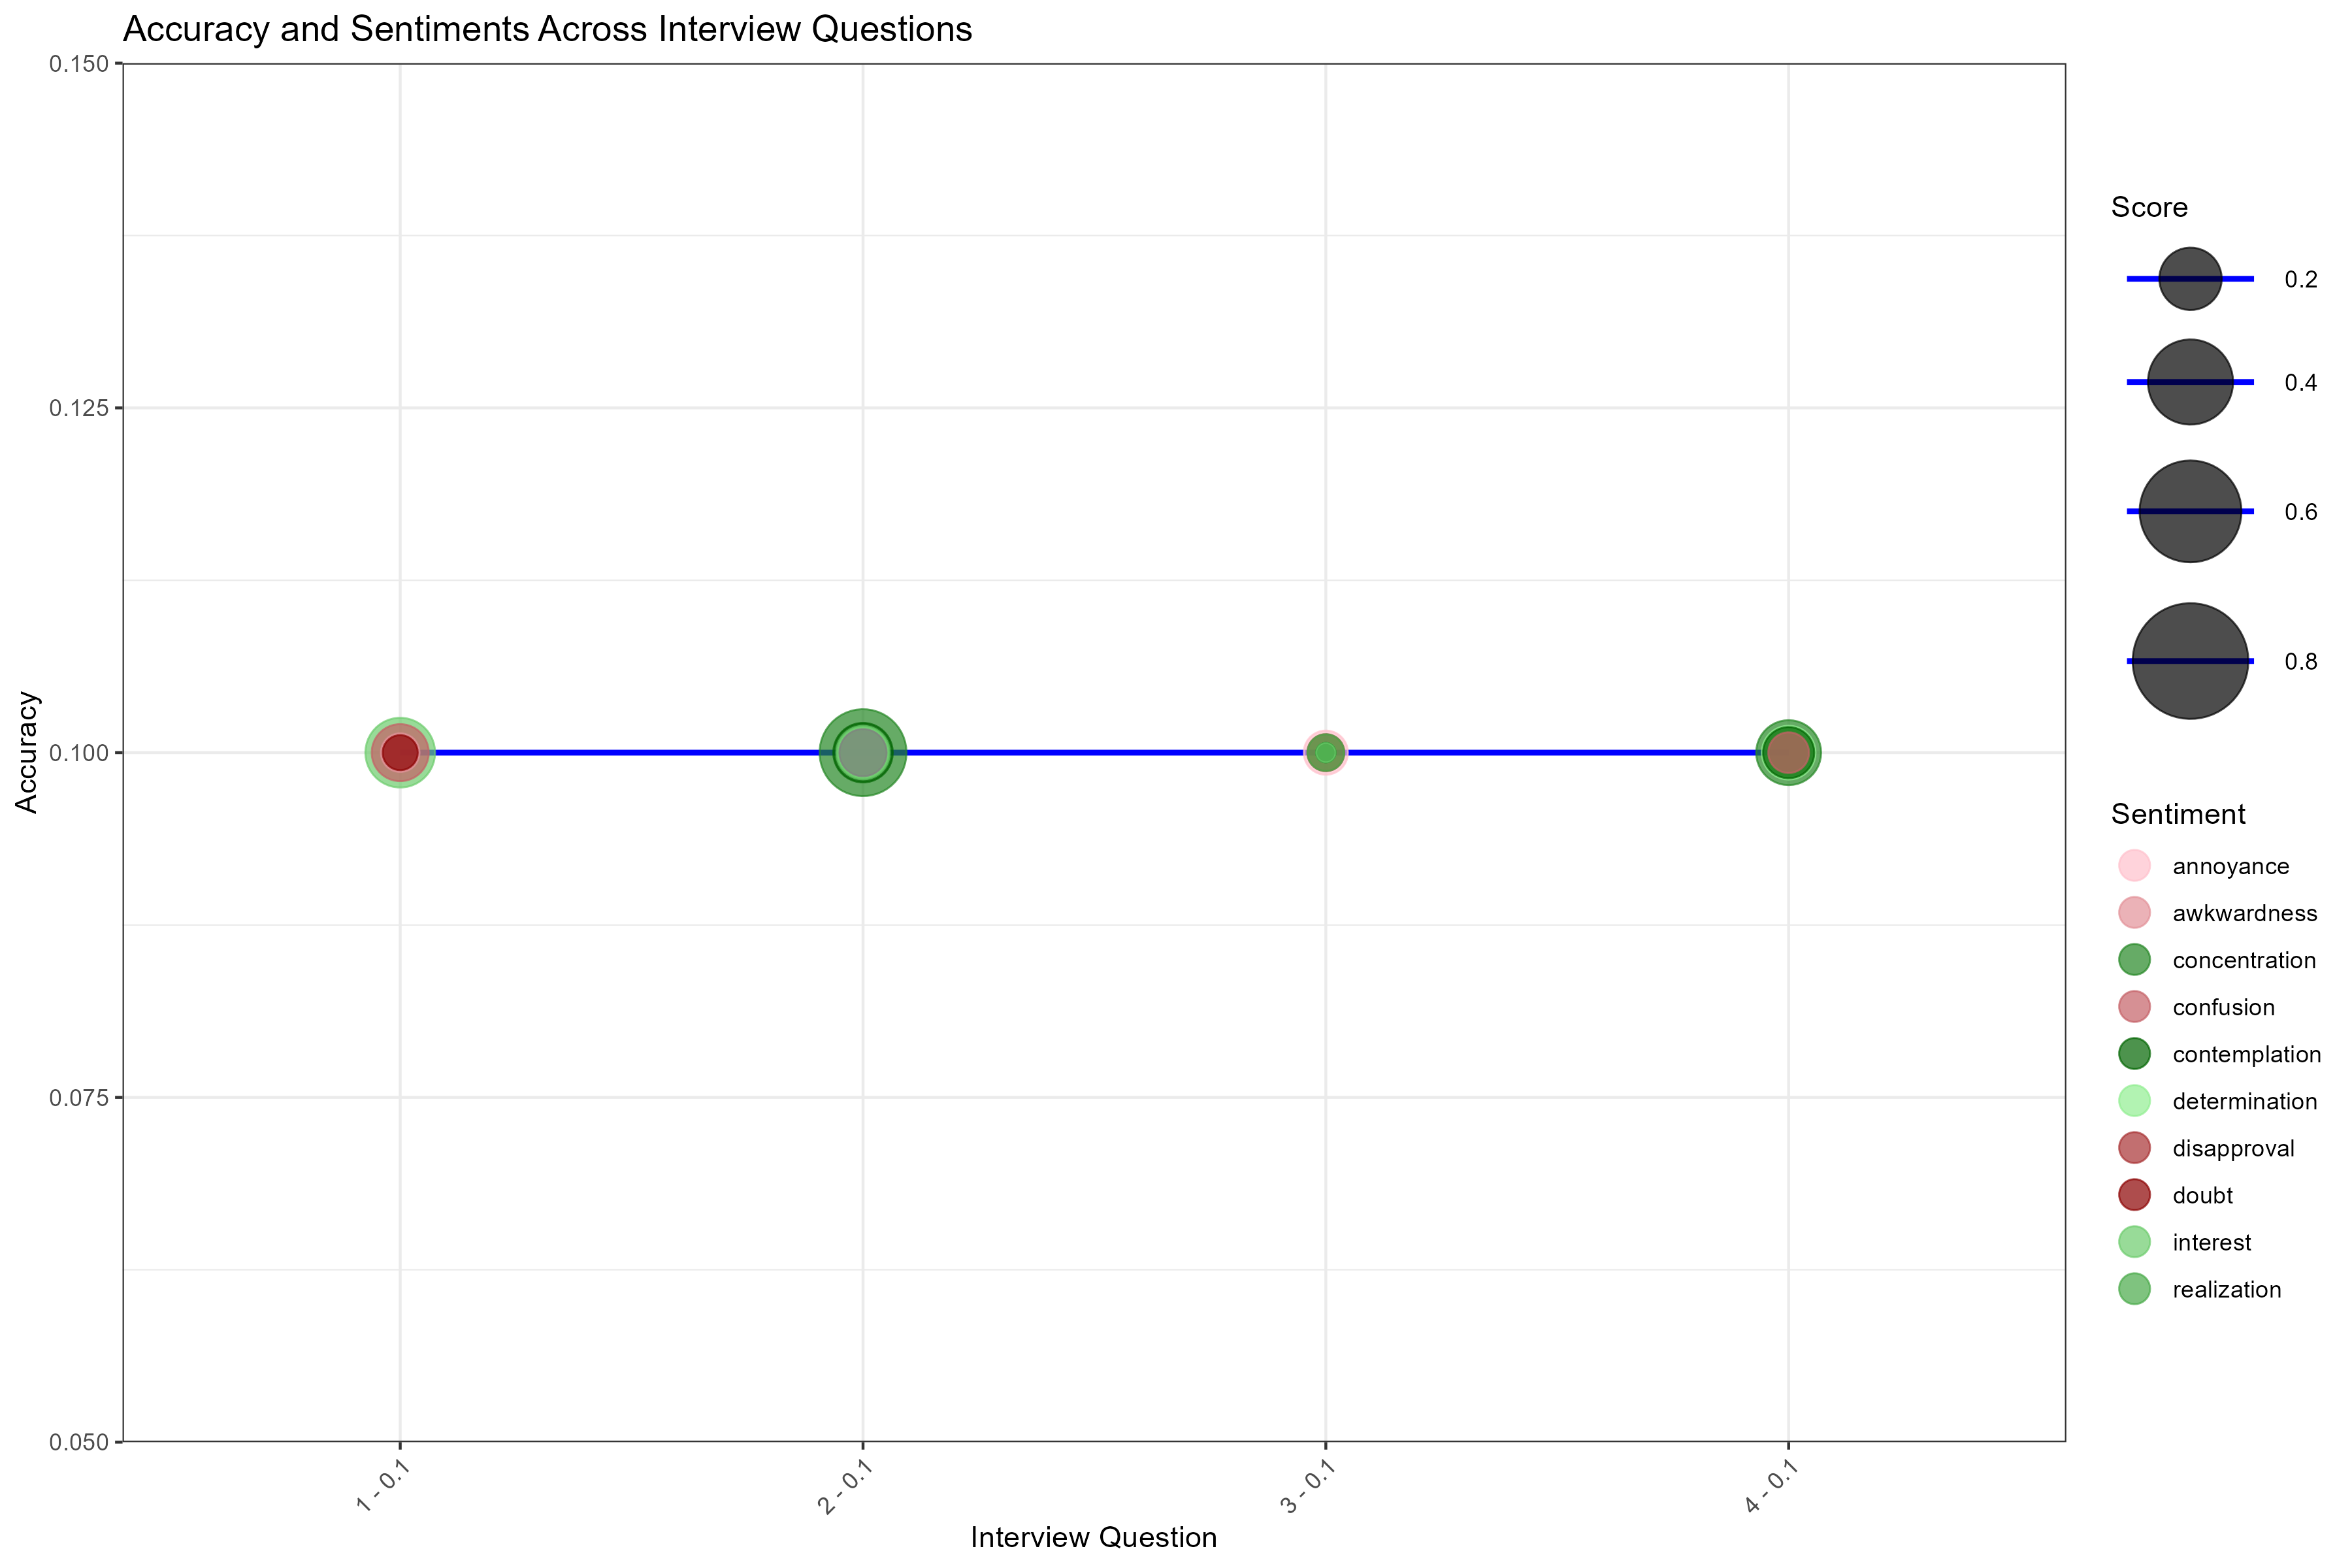 Accuracy and Sentiments Across Interview Questions
0.150
0.125
0.100
0.075
0.050
Accuracy
1 - 0.1
2 - 0.1
3 - 0.1
4 - 0.1
Interview Question
Score
0.2
0.4
0.6
0.8
Sentiment
annoyance
awkwardness
concentration
confusion
contemplation
determination
disapproval
doubt
interest
realization